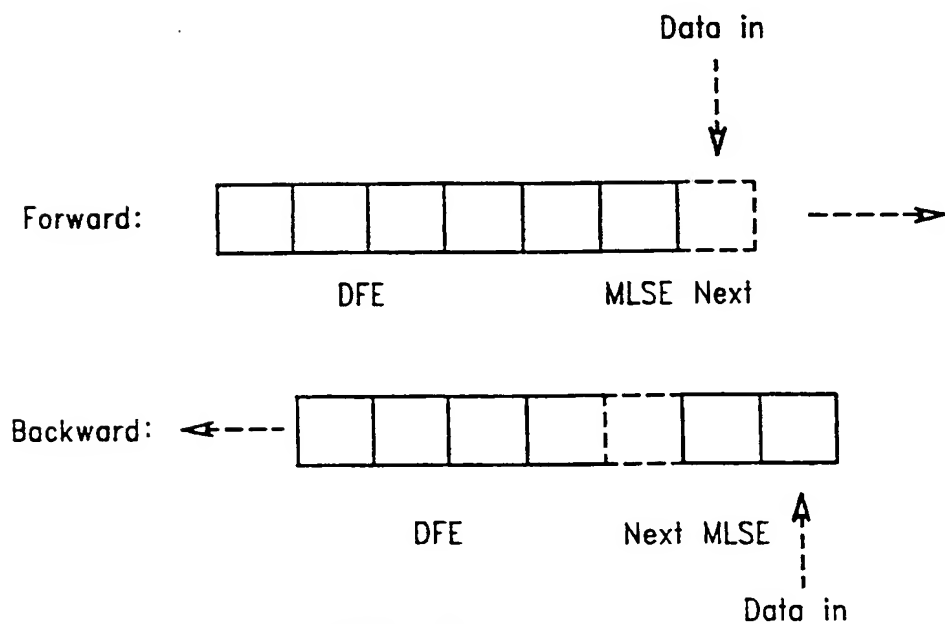 Data in
Forward:
DFE MLSE Next
Backward:
DFE Next MLSE
Data in